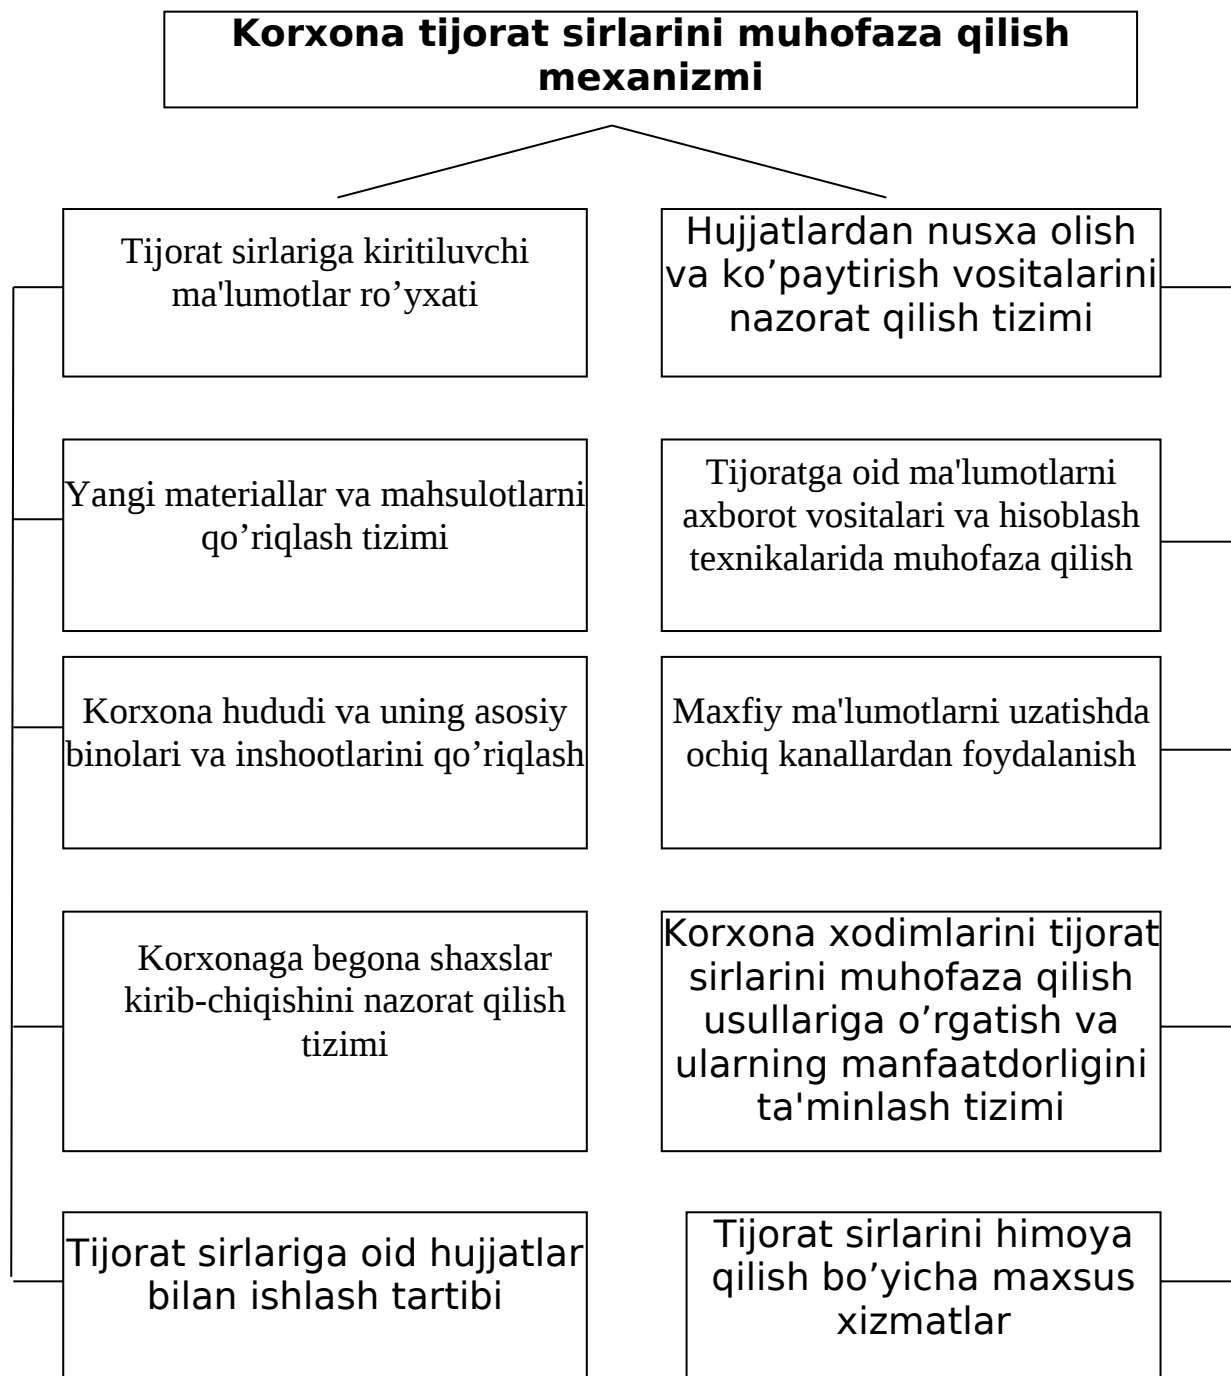 Korxona tijorat sirlarini muhofaza qilish
mexanizmi
Tijorat sirlariga kiritiluvchi
ma'lumotlar ro’yxati
Hujjatlardan nusxa olish
va ko’paytirish vositalarini
nazorat qilish tizimi
Yangi materiallar va mahsulotlarni
qo’riqlash tizimi
Tijoratga oid ma'lumotlarni
axborot vositalari va hisoblash
texnikalarida muhofaza qilish
Korxona hududi va uning asosiy
binolari va inshootlarini qo’riqlash
Maxfiy ma'lumotlarni uzatishda
ochiq kanallardan foydalanish
Korxonaga begona shaxslar
kirib-chiqishini nazorat qilish
tizimi
Korxona xodimlarini tijorat
sirlarini muhofaza qilish
usullariga o’rgatish va
ularning manfaatdorligini
ta'minlash tizimi
Tijorat sirlariga oid hujjatlar
bilan ishlash tartibi
Tijorat sirlarini himoya
qilish bo’yicha maxsus
xizmatlar